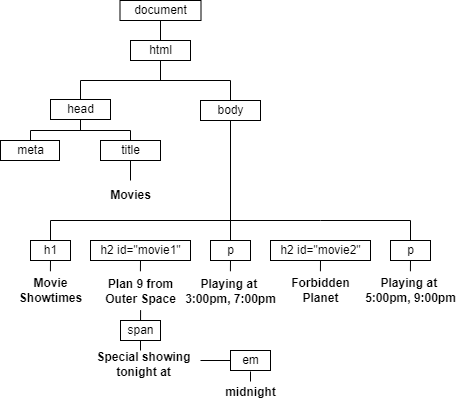 document
html
head
body
meta
title
Movies
h1
h2 id="movie1"
p
h2 id="movie2"
p
Movie
Showtimes
Plan 9 from
Outer Space
Playing at
3:00pm, 7:00pm
Forbidden
Planet
Playing at
5:00pm, 9:00pm
span
Special showing
tonight at
em
midnight